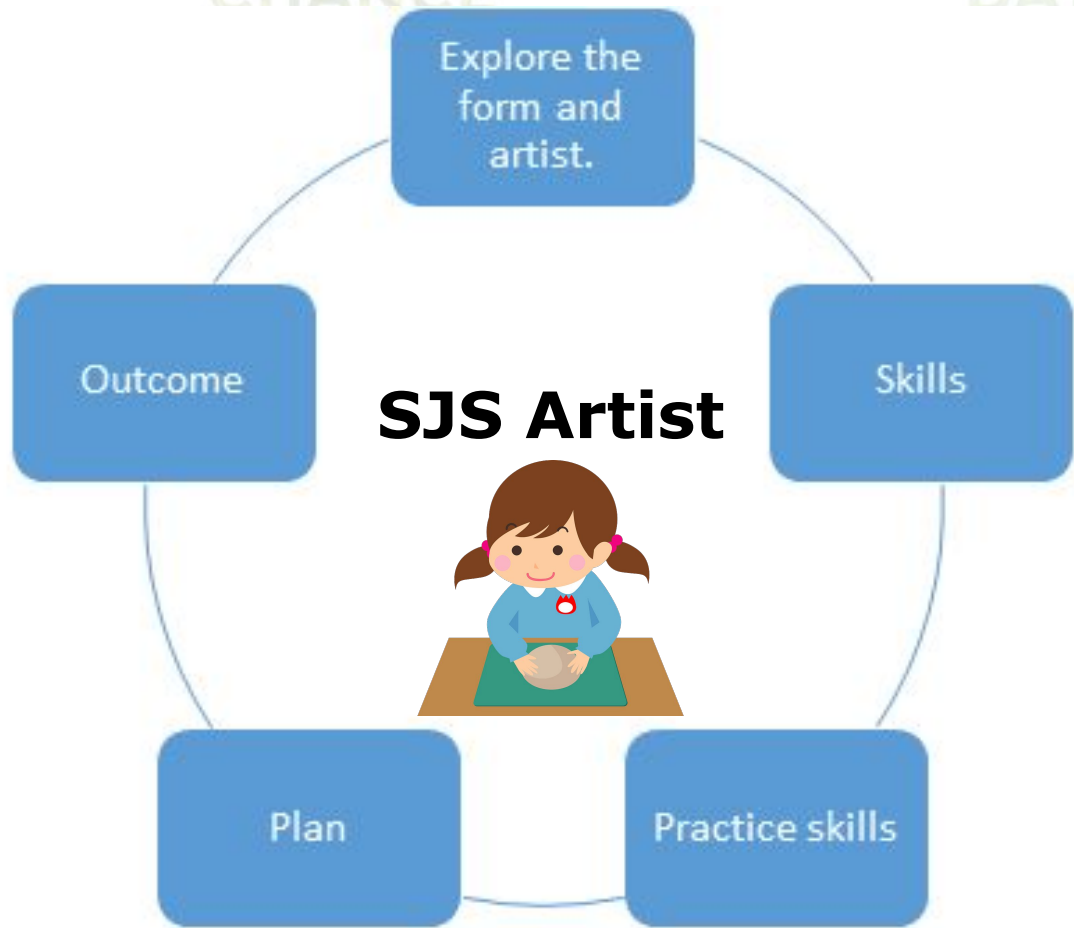 Explore the
form and
artist.
Outcome
Skills
SJS Artist
Plan
Practice skills